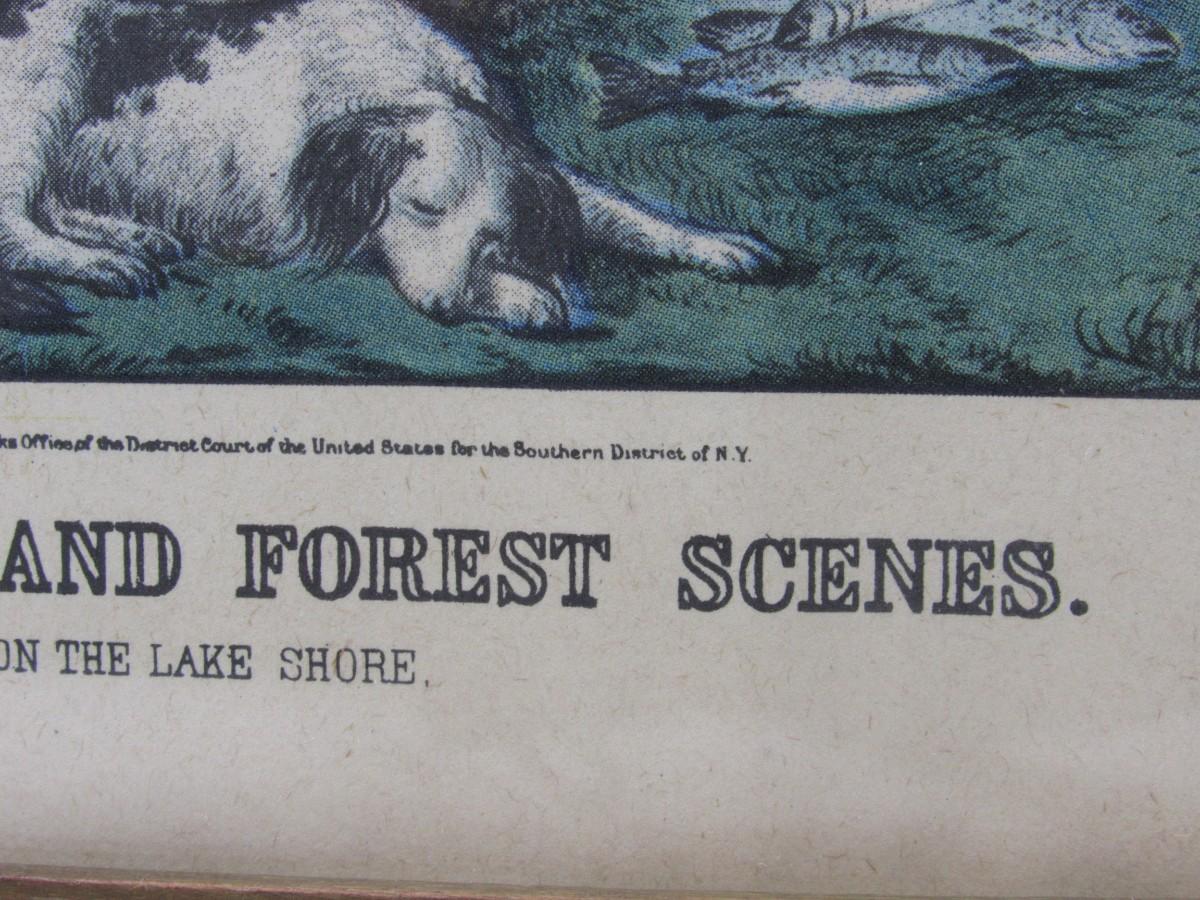 ks Office of the District Court of the United States for the Southern District of N.Y.
AND FOREST SCENES.
ON THE LAKE SHORE.